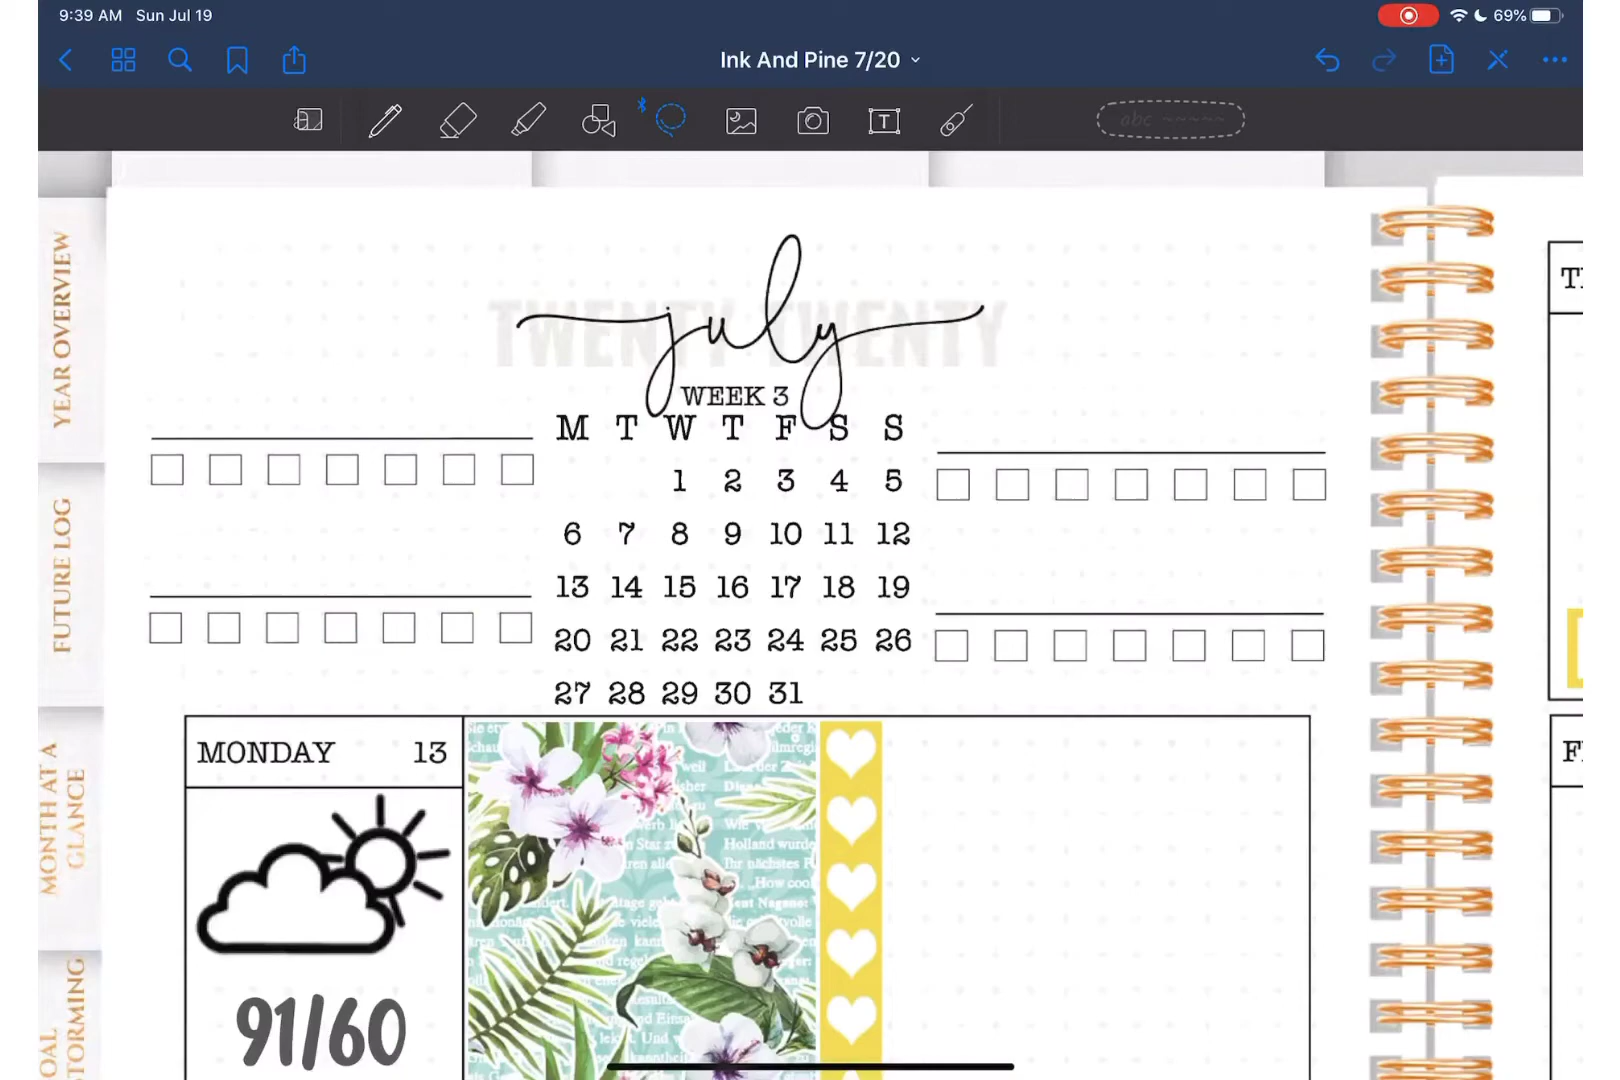 9:39 AM Sun Jul 19
69%
Ink And Pine 7/20
T
abc
TWENTY TWENTY
july
WEEK 3
M T W T F S S
1 2 3 4 5
6 7 8 9 10 11 12
13 14 15 16 17 18 19
20 21 22 23 24 25 26
27 28 29 30 31
YEAR OVERVIEW
FUTURE LOG
MONTH AT A
GLANCE
MONDAY 13
91/60